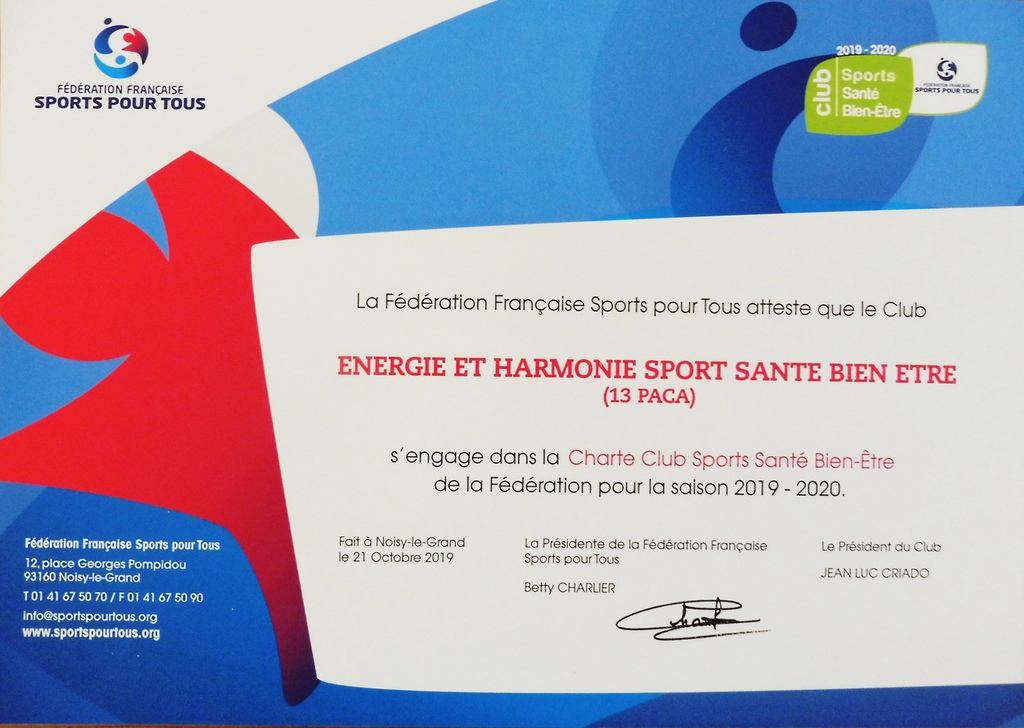 FÉDÉRATION FRANÇAISE
SPORTS POUR TOUS
2019 - 2020
club
Sports
Santé
Bien-Être
FÉDÉRATION FRANÇAISE
SPORTS POUR TOUS
La Fédération Française Sports pour Tous atteste que le Club
ENERGIE ET HARMONIE SPORT SANTE BIEN ETRE
(13 PACA)
s'engage dans la Charte Club Sports Santé Bien-Être
de la Fédération pour la saison 2019 - 2020.
Fait à Noisy-le-Grand
le 21 Octobre 2019
La Présidente de la Fédération Française
Sports pour Tous
Betty CHARLIER
Le Président du Club
JEAN LUC CRIADO
Fédération Française Sports pour Tous
12, place Georges Pompidou
93160 Noisy-le-Grand
T 01 41 67 50 70 / F 01 41 67 50 90
info@sportspourtous.org
www.sportspourtous.org